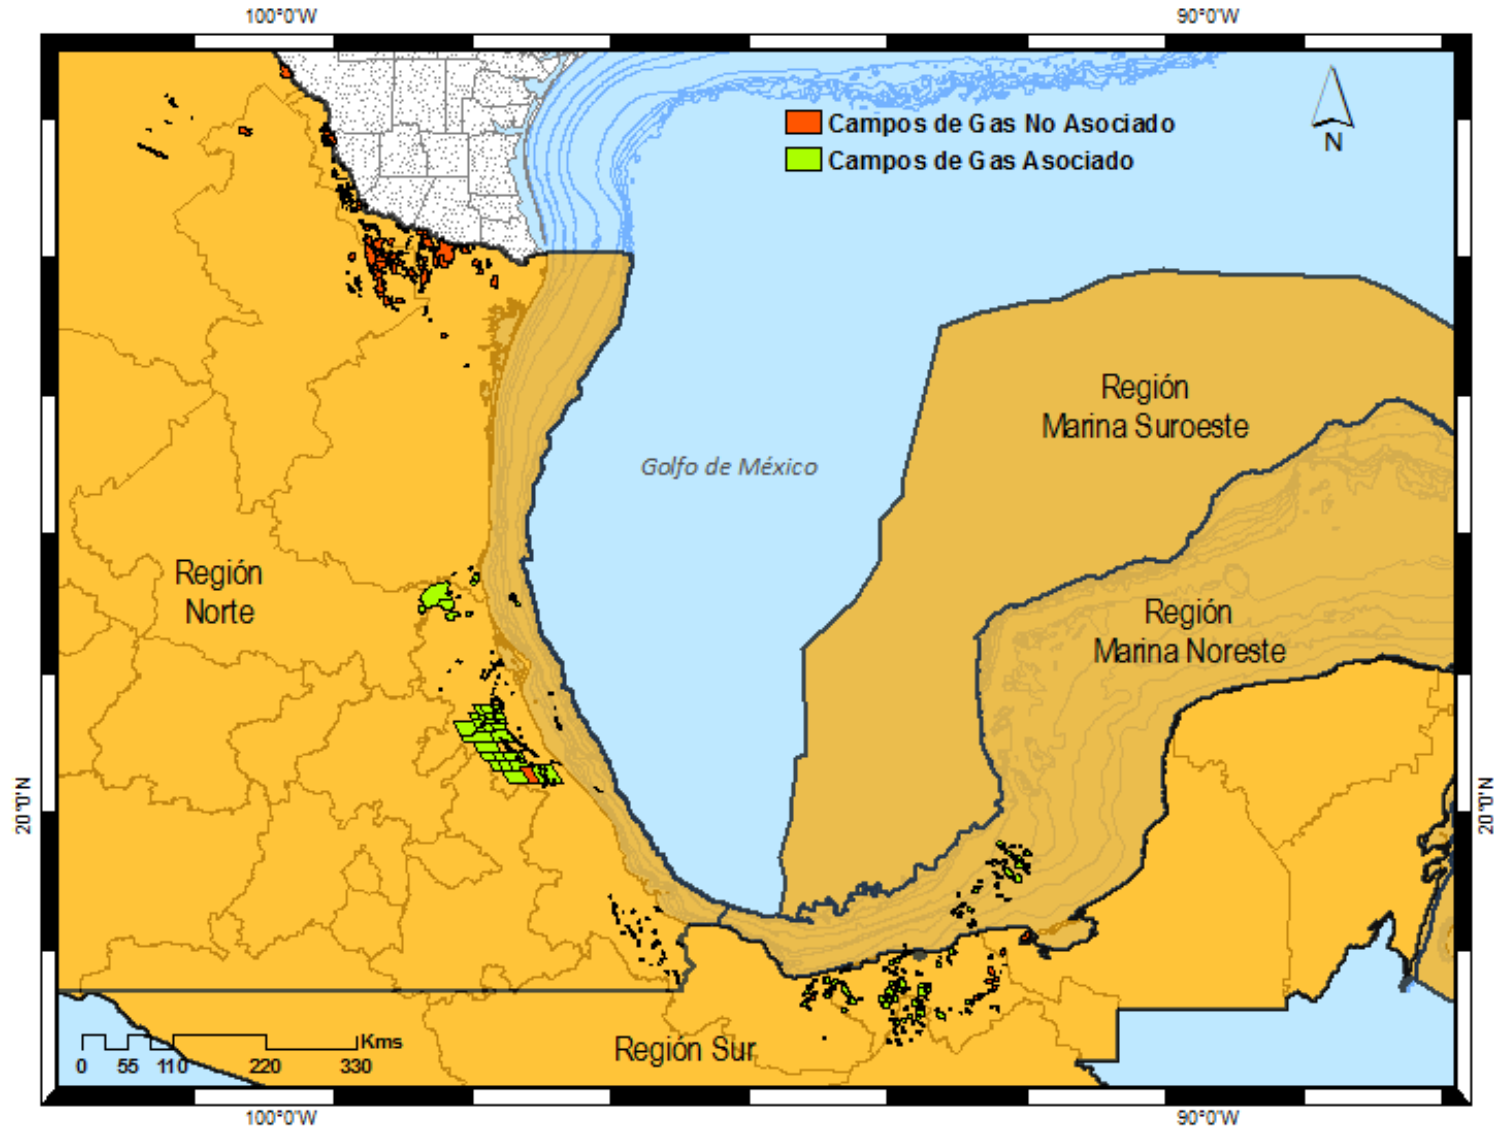 100°0'W
90°0'W
Campos de Gas No Asociado
Campos de Gas Asociado
N
Región
Marina Suroeste
Golfo de México
Región
Norte
Región
Marina Noreste
20°0'N
20°0'N
Región Sur
Kms
0 55 110 220 330
100°0'W
90°0'W